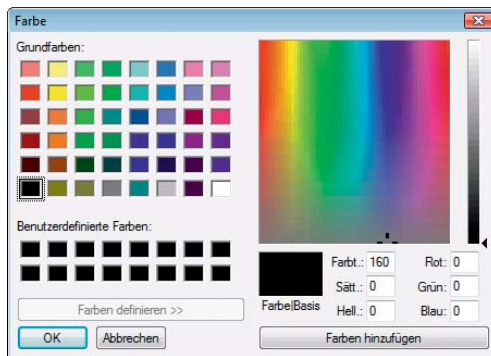 Farbe
Grundfarben:
Benutzerdefinierte Farben:
Farben definieren >>
OK
Abbrechen
Farbe|Basis
Farbt.: 160
Sätt.: 0
Hell.: 0
Rot: 0
Grün: 0
Blau: 0
Farben hinzufügen